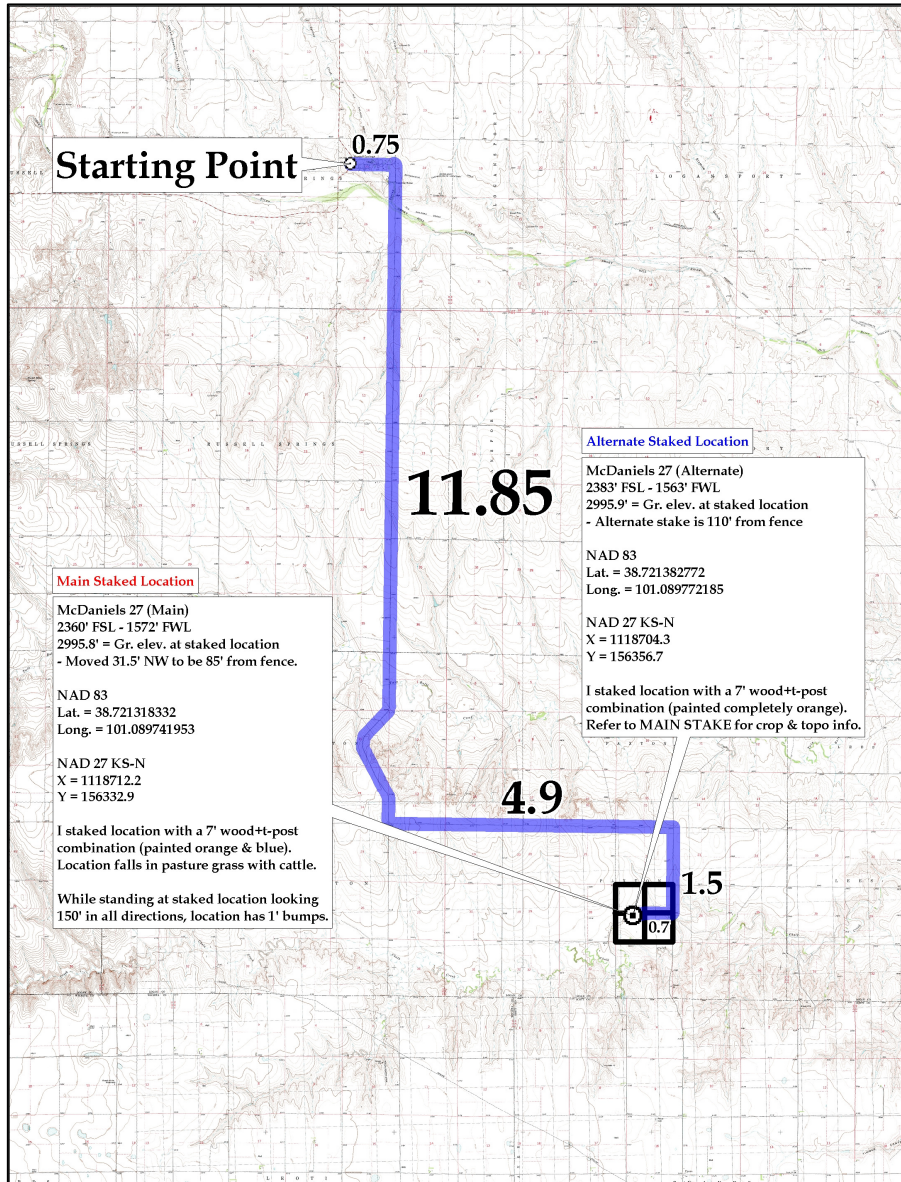 0.75
Starting Point
LOGANSPORT
11.85
RUSSELL SPRINGS
Alternate Staked Location
McDaniels 27 (Alternate)
2383' FSL - 1563' FWL
2995.9' = Gr. elev. at staked location
- Alternate stake is 110' from fence
NAD 83
Lat. = 38.721382772
Long. = 101.089772185
NAD 27 KS-N
X = 1118704.3
Y = 156356.7
I staked location with a 7' wood+t-post
combination (painted completely orange).
Refer to MAIN STAKE for crop & topo info.
Main Staked Location
McDaniels 27 (Main)
2360' FSL - 1572' FWL
2995.8' = Gr. elev. at staked location
- Moved 31.5' NW to be 85' from fence.
NAD 83
Lat. = 38.721318332
Long. = 101.089741953
NAD 27 KS-N
X = 1118712.2
Y = 156332.9
I staked location with a 7' wood+t-post
combination (painted orange & blue).
Location falls in pasture grass with cattle.
While standing at staked location looking
150' in all directions, location has 1' bumps.
4.9
1.5
0.7
LEOTI